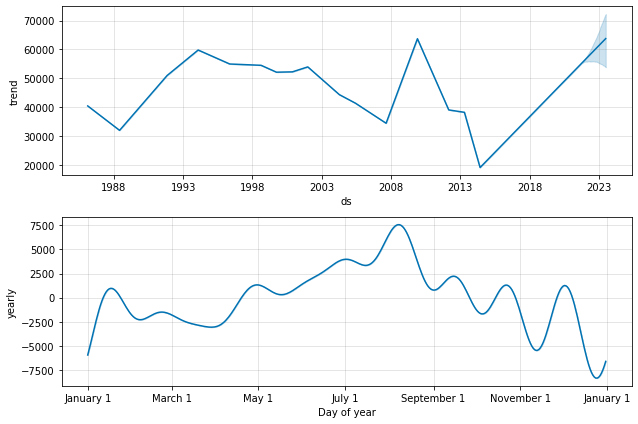 70000
60000
50000
40000
30000
20000
trend
1988 1993 1998 2003 2008 2013 2018 2023
ds
7500
5000
2500
0
−2500
−5000
−7500
yearly
January 1 March 1 May 1 July 1 September 1 November 1 January 1
Day of year